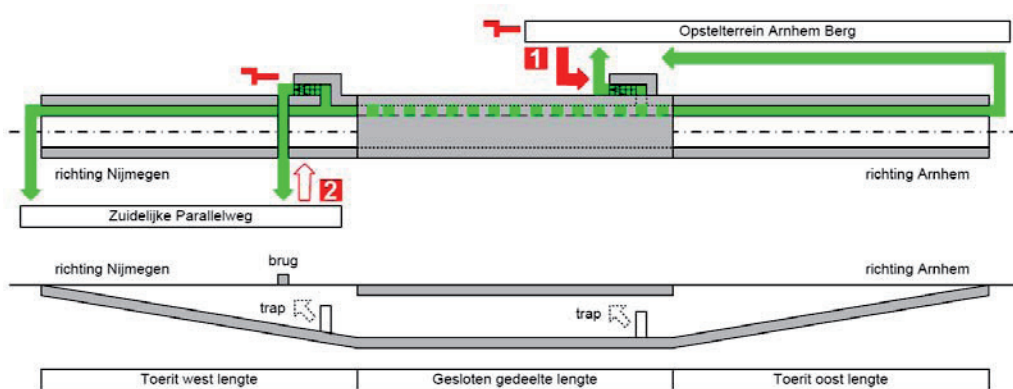 Opstelterrein Arnhem Berg
1
richting Nijmegen
2
richting Arnhem
Zuidelijke Parallelweg
richting Nijmegen
brug
richting Arnhem
trap
trap
Toerit west lengte
Gesloten gedeelte lengte
Toerit oost lengte